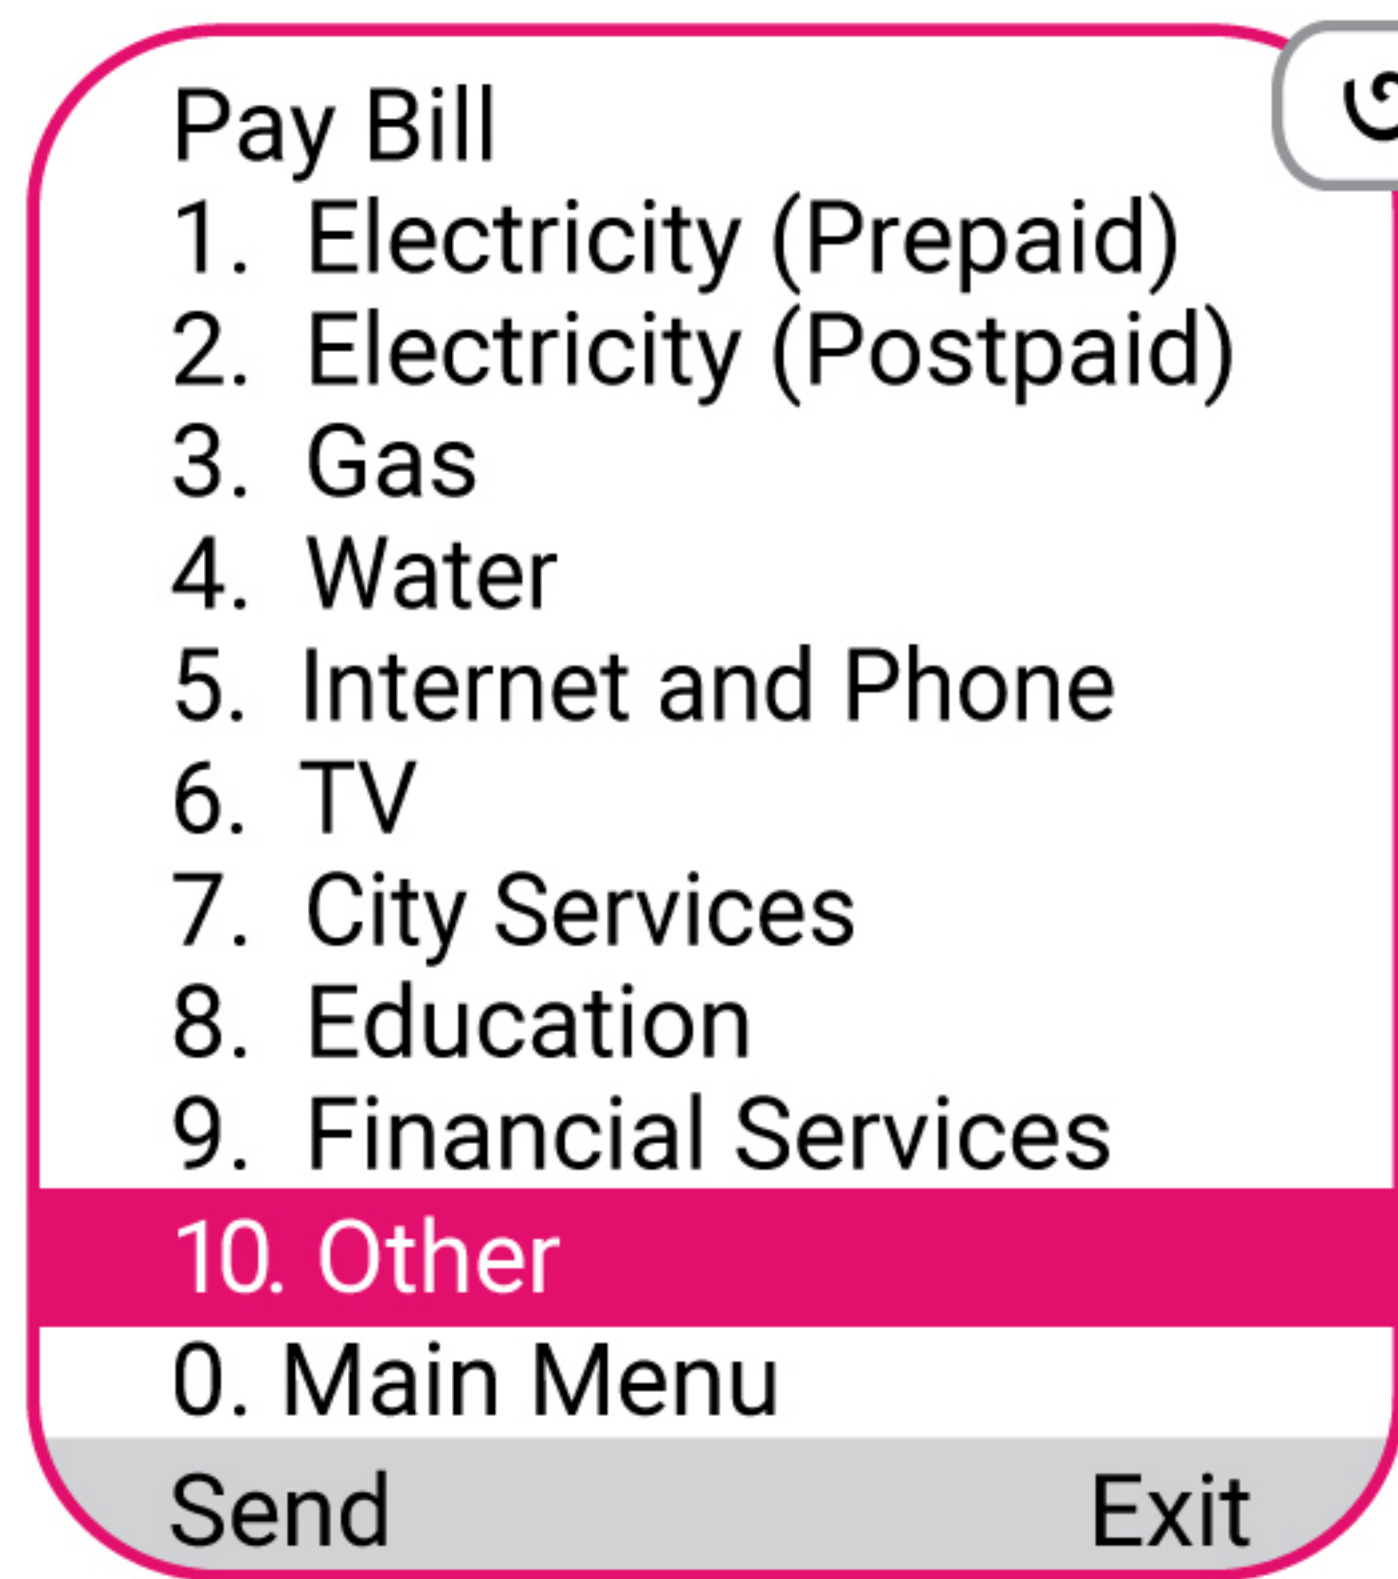 Pay Bill
৩
1. Electricity (Prepaid)
2. Electricity (Postpaid)
3. Gas
4. Water
5. Internet and Phone
6. TV
7. City Services
8. Education
9. Financial Services
10. Other
0. Main Menu
Send Exit